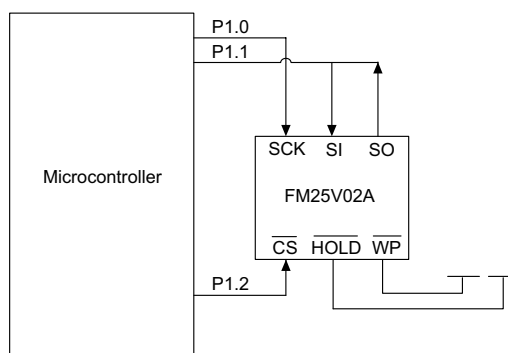 P1.0
P1.1
SCK SI SO
Microcontroller
FM25V02A
CS HOLD WP
P1.2